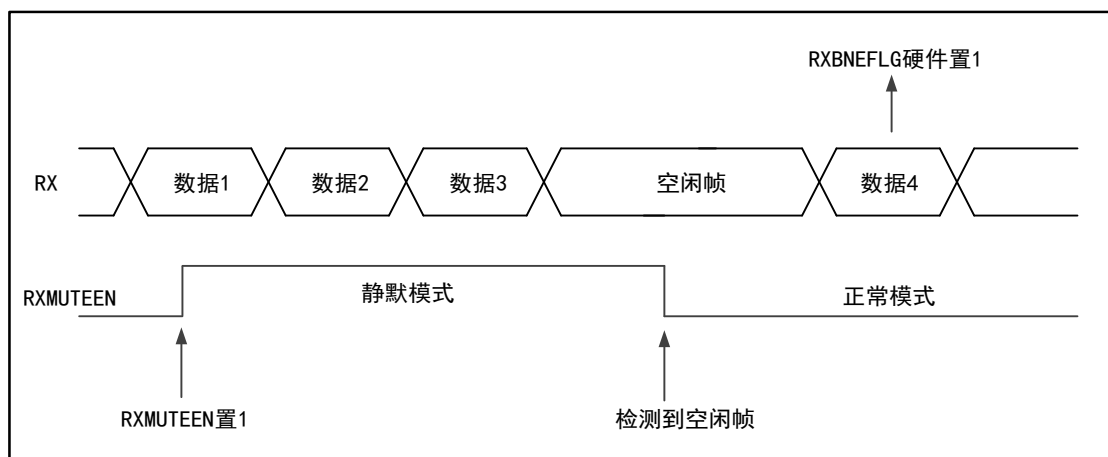 RXBNEFLG硬件置1
RX
数据1
数据2
数据3
空闲帧
数据4
RXMUTEEN
静默模式
正常模式
RXMUTEEN置1
检测到空闲帧